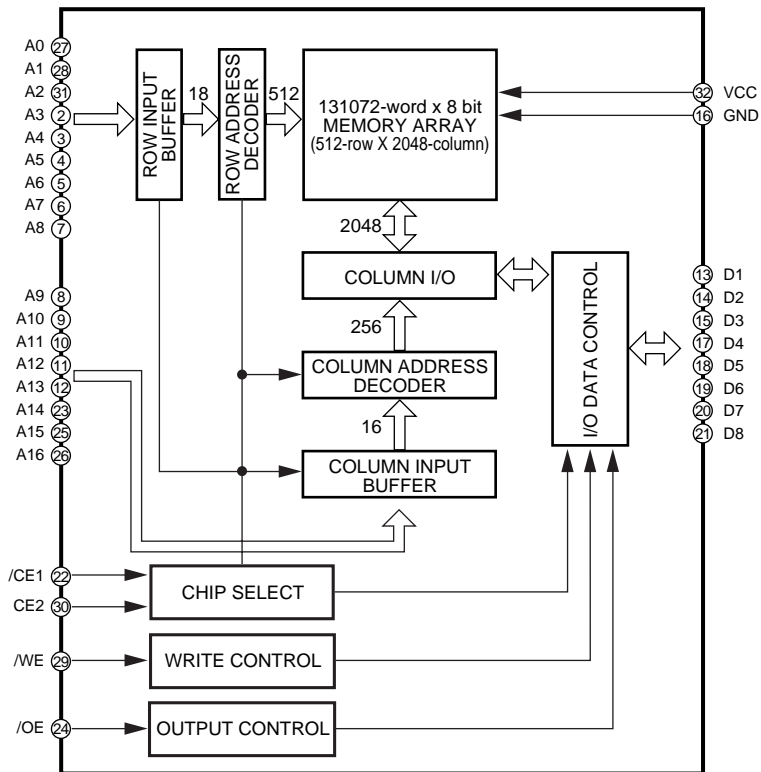 A0 27
A1 28
A2 31
A3 2
A4 3
A5 4
A6 5
A7 6
A8 7
A9 8
A10 9
A11 10
A12 11
A13 12
A14 23
A15 25
A16 26
/CE1 22
CE2 30
/WE 29
/OE 24
ROW INPUT
BUFFER
18
ROW ADDRESS
DECODER
512
131072-word x 8 bit
MEMORY ARRAY
(512-row X 2048-column)
2048
COLUMN I/O
256
COLUMN ADDRESS
DECODER
16
COLUMN INPUT
BUFFER
CHIP SELECT
WRITE CONTROL
OUTPUT CONTROL
I/O DATA CONTROL
32 VCC
16 GND
13 D1
14 D2
15 D3
17 D4
18 D5
19 D6
20 D7
21 D8